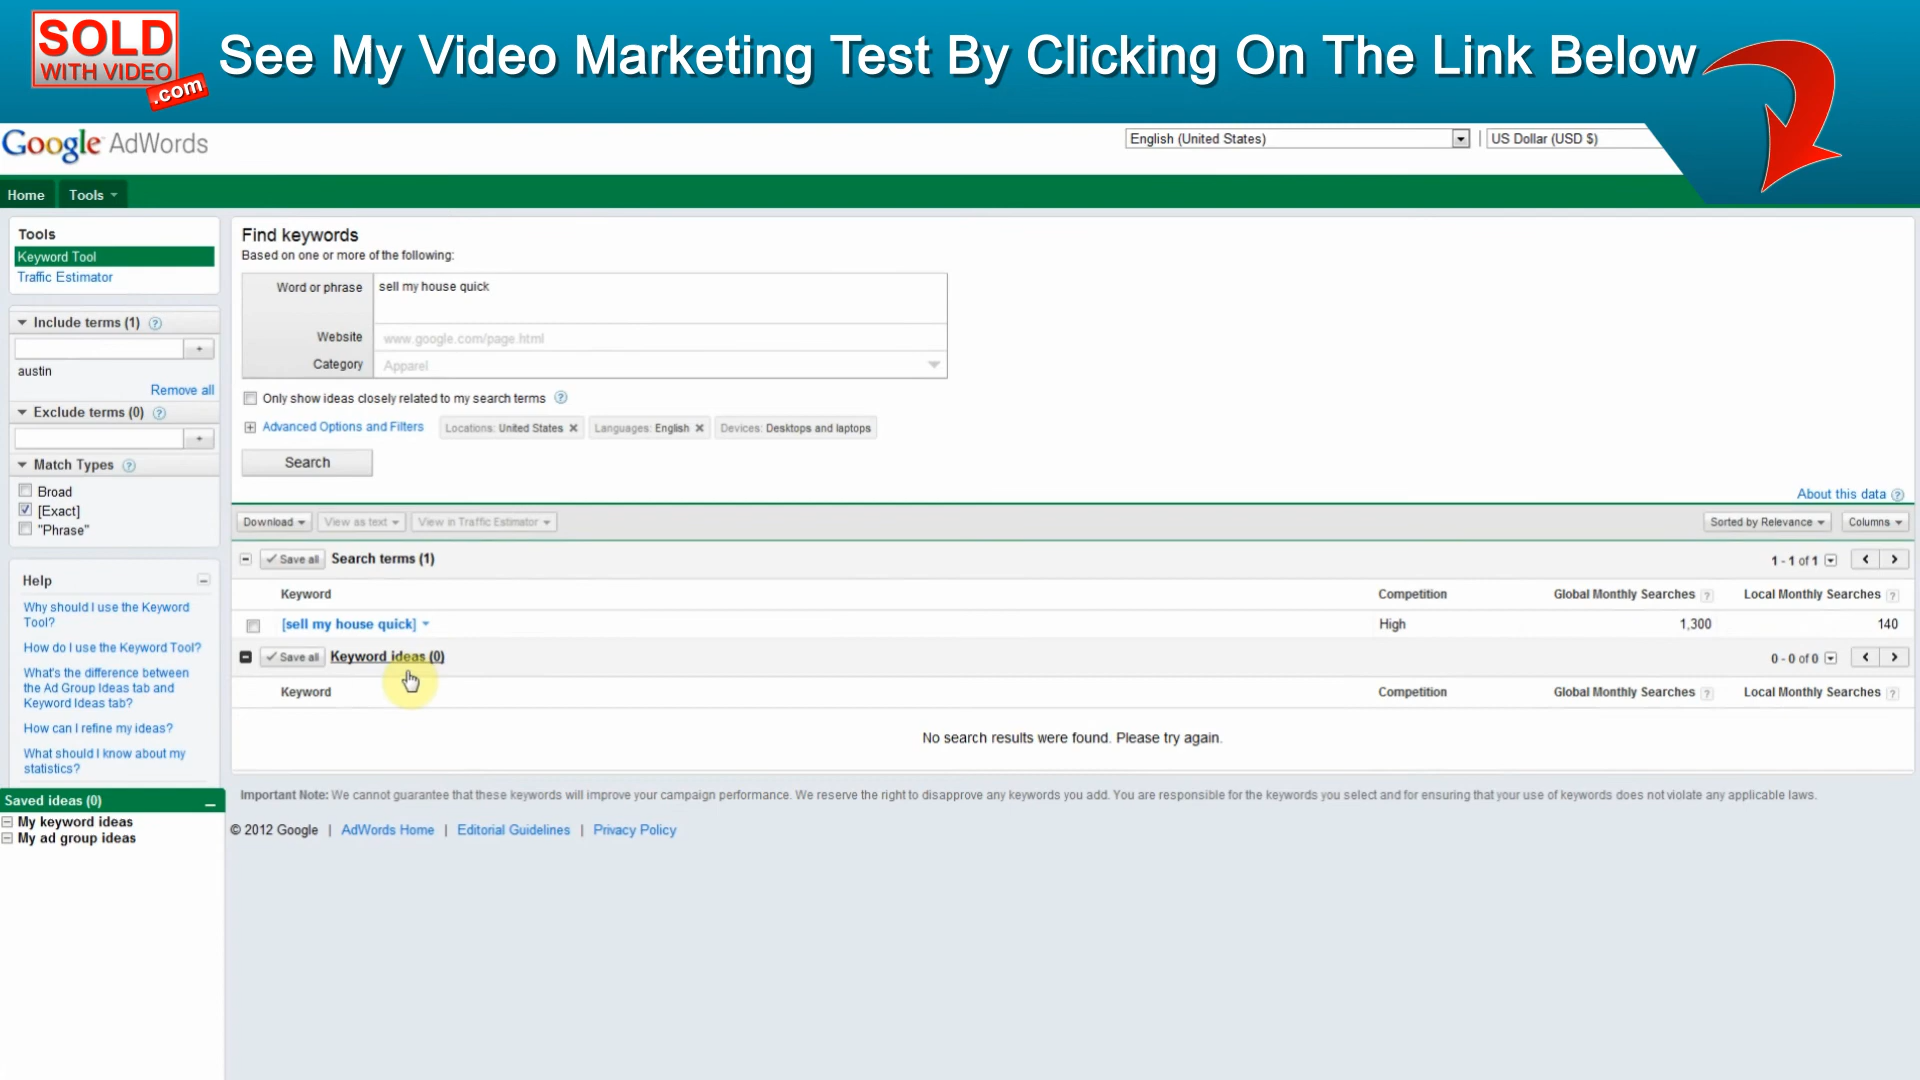 SOLD
WITH VIDEO
.com
See My Video Marketing Test By Clicking On The Link Below
Google AdWords
English (United States)
US Dollar (USD $)
Home
Tools
Tools
Keyword Tool
Traffic Estimator
Include terms (1) ?
+
austin
Remove all
Exclude terms (0) ?
+
Match Types ?
Broad
[Exact]
"Phrase"
Help
Why should I use the Keyword
Tool?
How do I use the Keyword Tool?
What's the difference between
the Ad Group Ideas tab and
Keyword Ideas tab?
How can I refine my ideas?
What should I know about my
statistics?
Saved ideas (0)
My keyword ideas
My ad group ideas
Find keywords
Based on one or more of the following:
Word or phrase sell my house quick
Website www.google.com/page.html
Category Apparel
Only show ideas closely related to my search terms ?
Advanced Options and Filters Locations: United States x Languages: English x Devices: Desktops and laptops
Search
About this data ?
Download View as text View in Traffic Estimator Sorted by Relevance Columns
Save all Search terms (1) 1 - 1 of 1
Keyword Competition Global Monthly Searches ? Local Monthly Searches ?
[sell my house quick] High 1,300 140
Save all Keyword ideas (0) 0 - 0 of 0
Keyword Competition Global Monthly Searches ? Local Monthly Searches ?
No search results were found. Please try again.
Important Note: We cannot guarantee that these keywords will improve your campaign performance. We reserve the right to disapprove any keywords you add. You are responsible for the keywords you select and for ensuring that your use of keywords does not violate any applicable laws.
© 2012 Google | AdWords Home | Editorial Guidelines | Privacy Policy